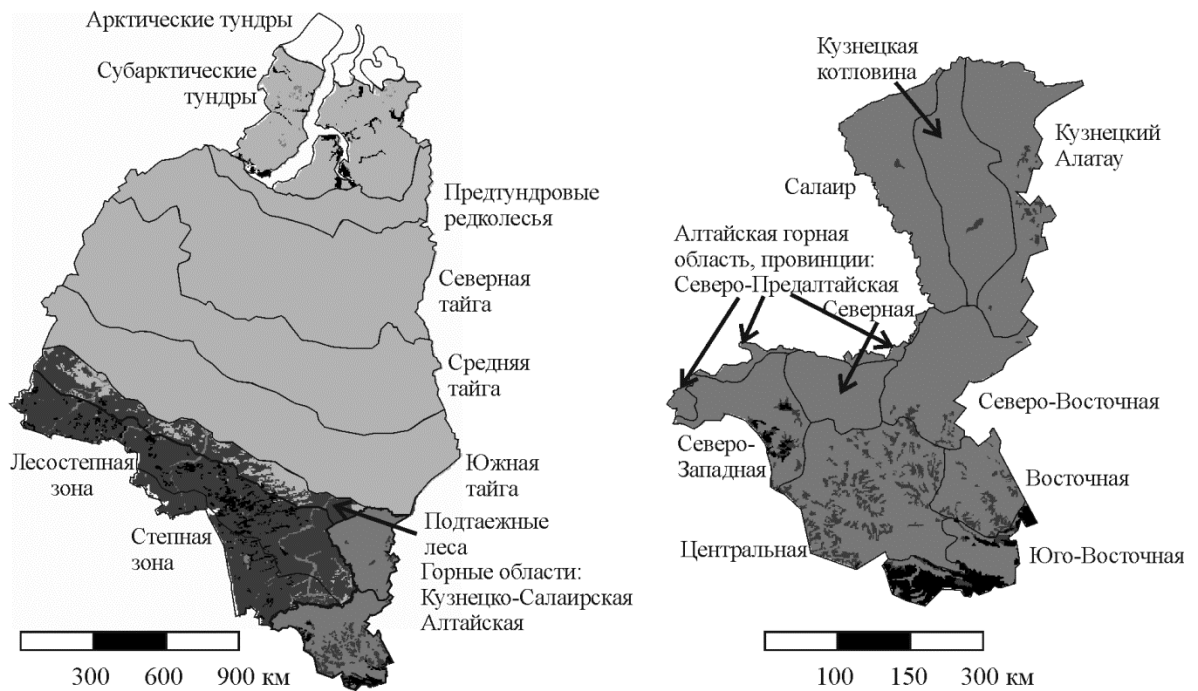 Арктические тундры
Субарктические
тундры
Предтундровые
редколесья
Северная
тайга
Средняя
тайга
Южная
тайга
Лесостепная
зона
Степная
зона
Подтаежные
леса
Горные области:
Кузнецко-Салаирская
Алтайская
300 600 900 км
Кузнецкая
котловина
Кузнецкий
Алатау
Салаир
Алтайская горная
область, провинции:
Северо-Предалтайская
Северная
Северо-Восточная
Северо-
Западная
Восточная
Центральная
Юго-Восточная
100 150 300 км